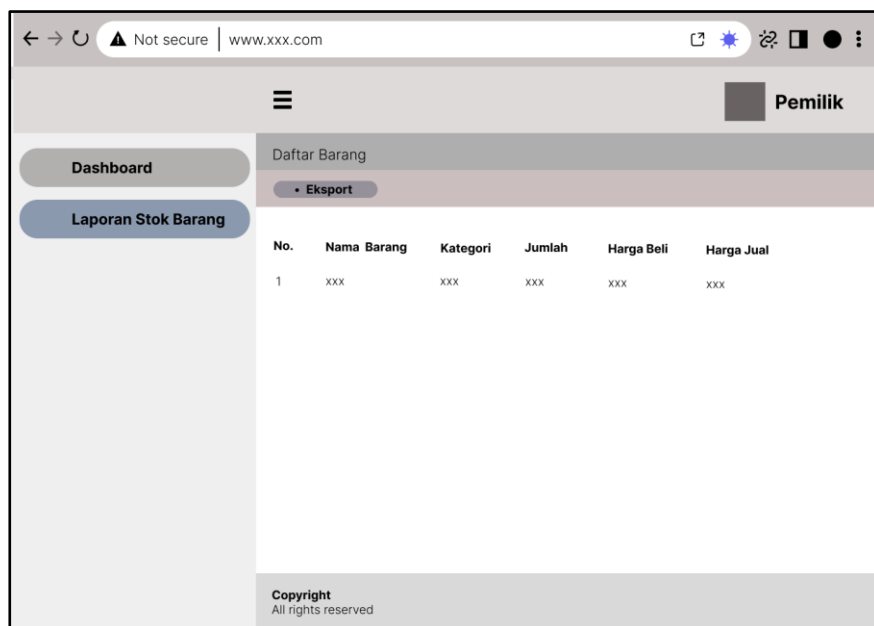 Not secure | www.xxx.com
Pemilik
Dashboard
Laporan Stok Barang
Daftar Barang
• Eksport
No. Nama Barang Kategori Jumlah Harga Beli Harga Jual
1 xxx xxx xxx xxx xxx
Copyright
All rights reserved